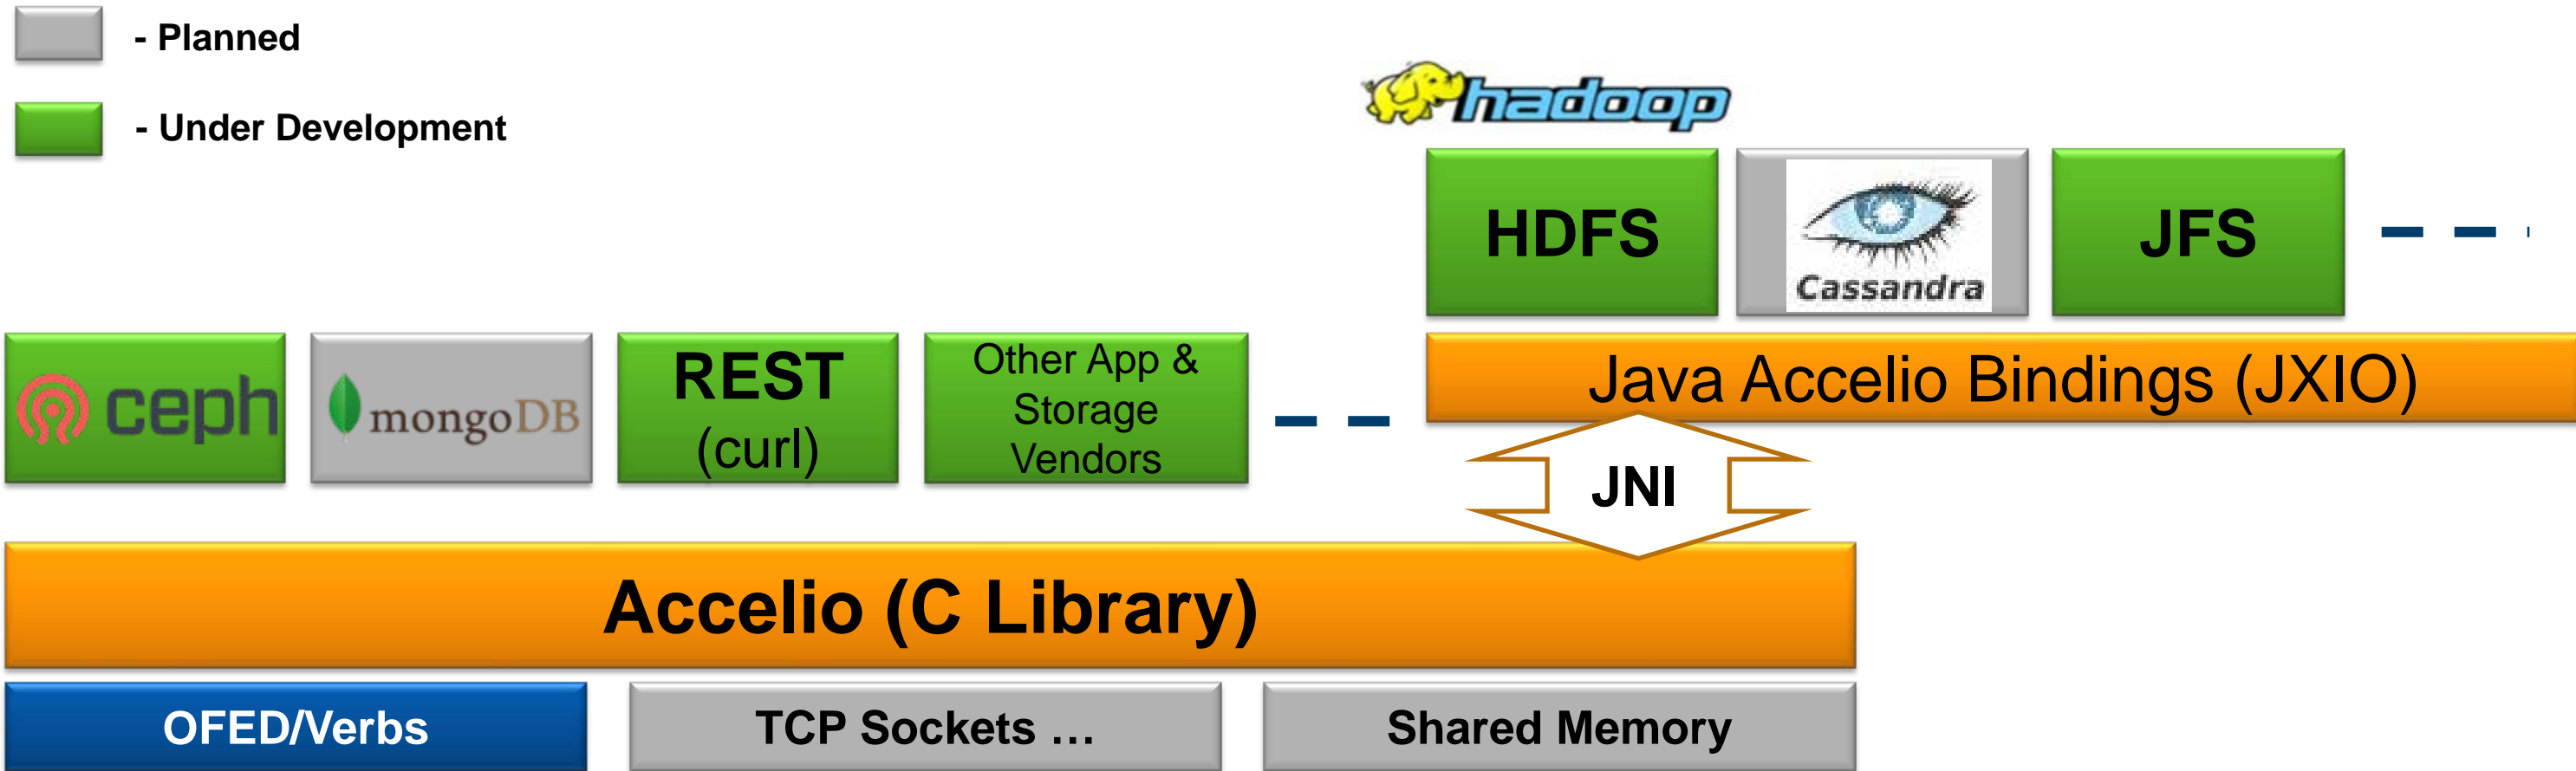 - Planned
- Under Development
hadoop
HDFS
Cassandra
JFS
ceph
mongoDB
REST
(curl)
Other App &
Storage
Vendors
Java Accelio Bindings (JXIO)
JNI
Accelio (C Library)
OFED/Verbs
TCP Sockets …
Shared Memory